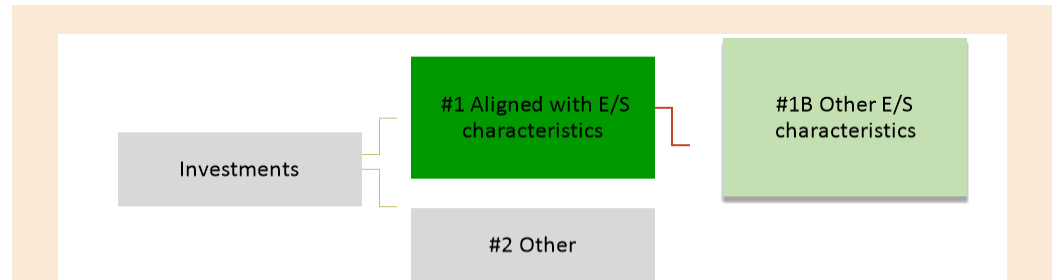 Investments
#1 Aligned with E/S
characteristics
#2 Other
#1B Other E/S
characteristics